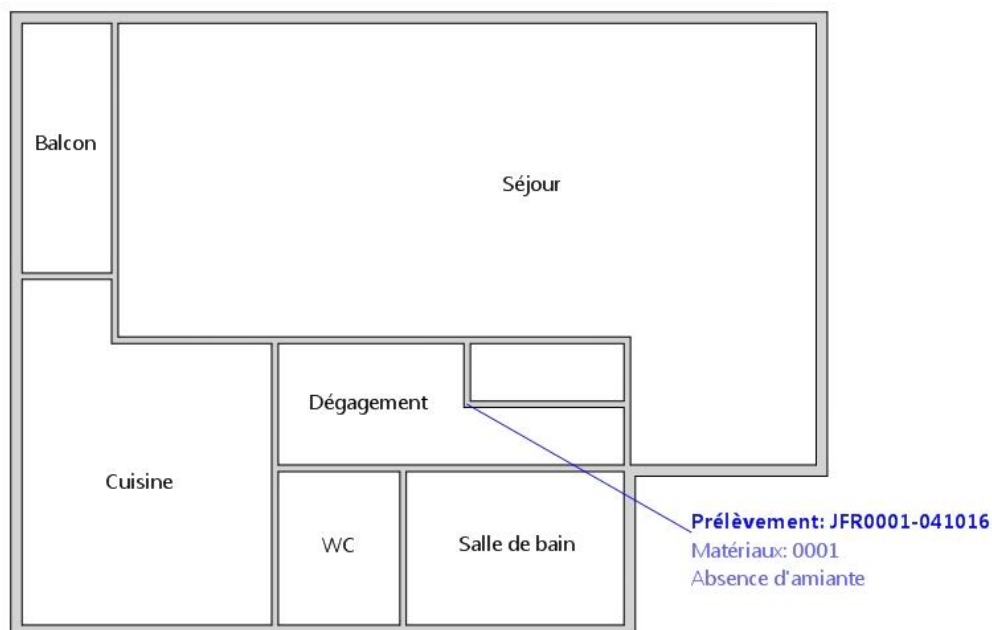 Balcon
Séjour
Dégagement
Cuisine
WC
Salle de bain
Prélèvement: JFR0001-041016
Matériaux: 0001
Absence d'amiante